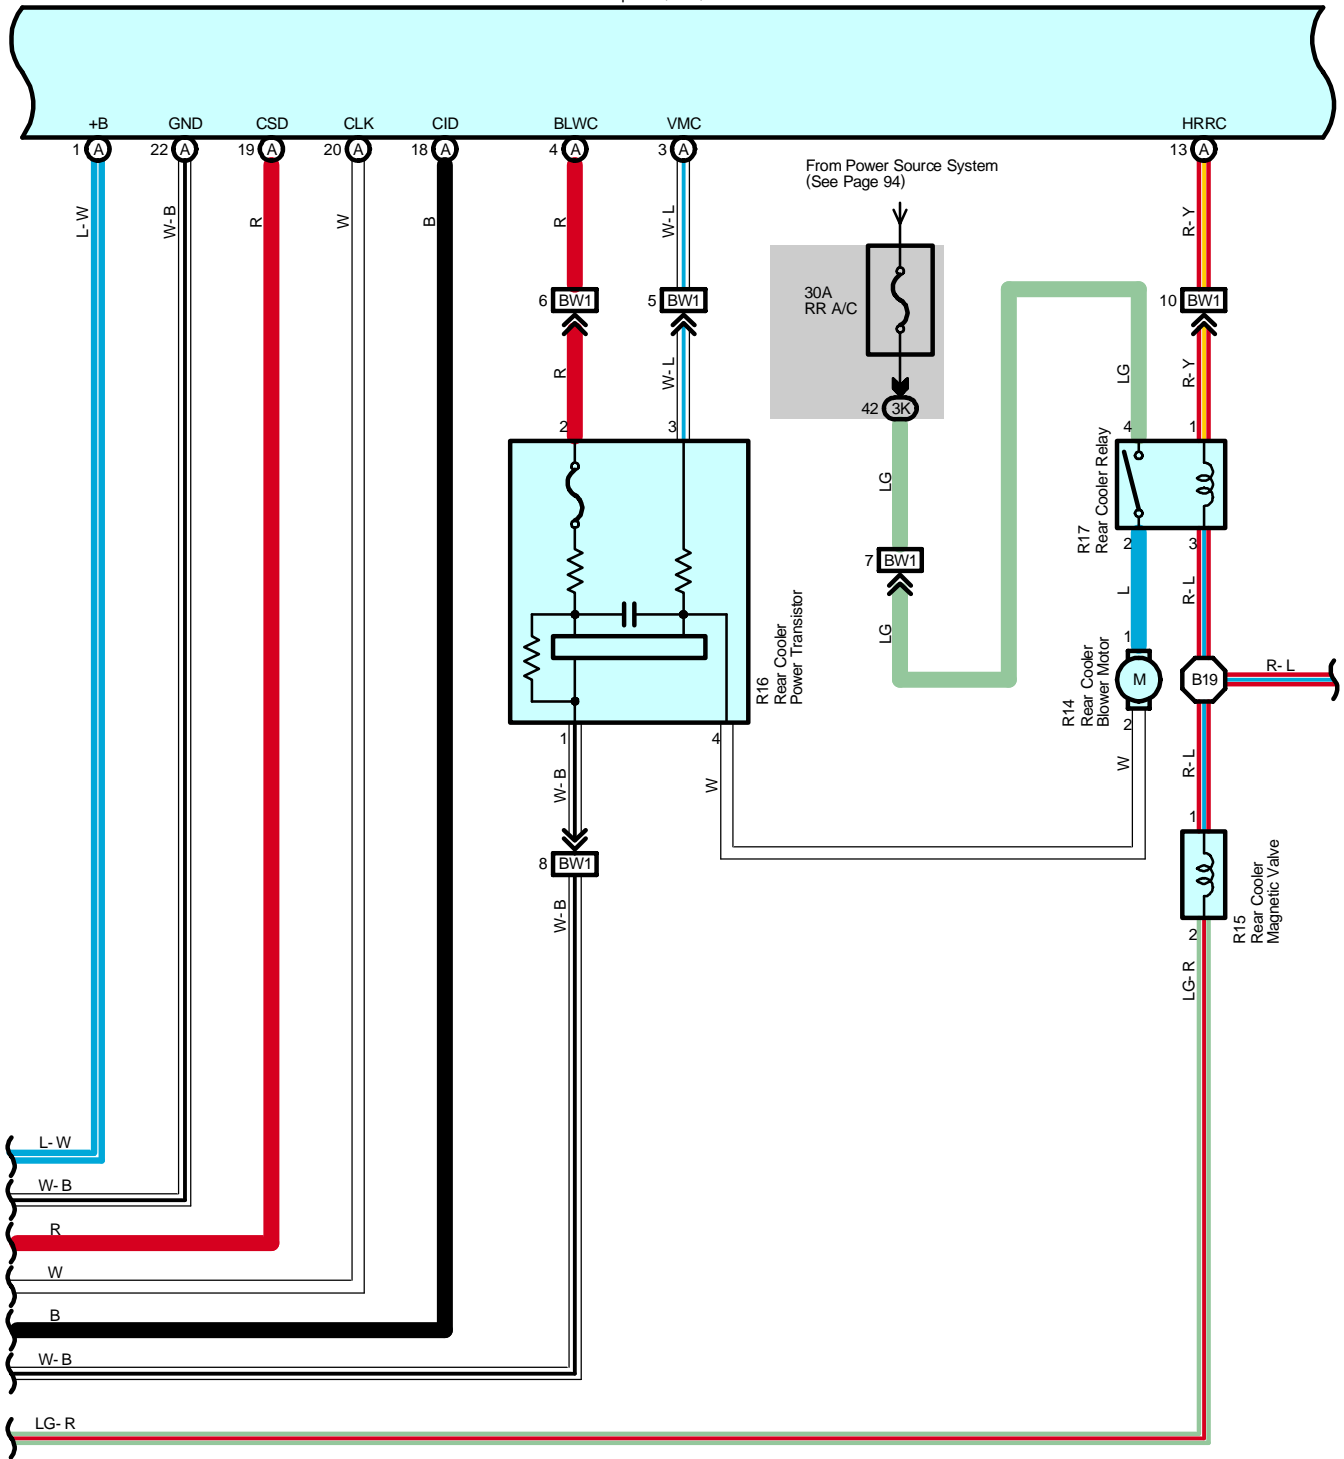 +B GND CSD CLK CID BLWC VMC HRRC
1 A 22 A 19 A 20 A 18 A 4 A 3 A 13 A
From Power Source System
(See Page 94)
L- W
W- B
R
W
B
R
W- L
R- Y
6 BW1
5 BW1
30A
RR A/C
10 BW1
R
W- L
LG
R- Y
42 3K
2
3
4
1
LG
R17
Rear Cooler Relay
2
3
7 BW1
L
R- L
LG
R16
Rear Cooler
Power Transistor
1
M
B19
R- L
R14
Rear Cooler
Blower Motor
2
1
4
W- B
W
W
R- L
1
8 BW1
W- B
R15
Rear Cooler
Magnetic Valve
2
LG- R
L- W
W- B
R
W
B
W- B
LG- R